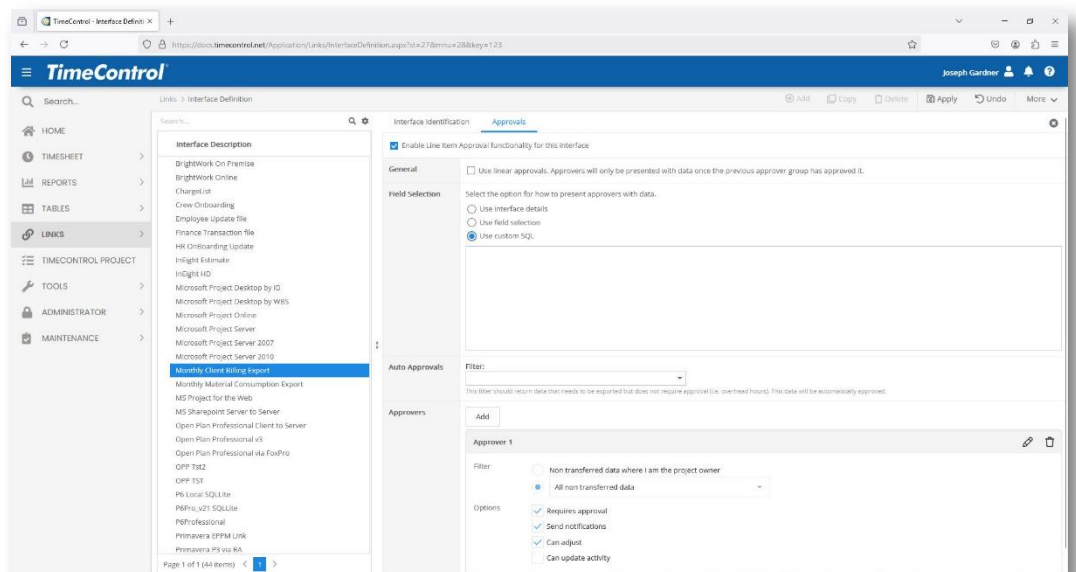 TimeControl - Interface Definiti
https://docs.timecontrol.net/Application/Links/InterfaceDefinition.aspx?st=27&mnu=28&key=123
TimeControl
Joseph Gardner
Search...
Links > Interface Definition
Add
Copy
Delete
Apply
Undo
More
HOME
TIMESHEET
REPORTS
TABLES
LINKS
TIMECONTROL PROJECT
TOOLS
ADMINISTRATOR
MAINTENANCE
Search...
Interface Description
BrightWork On Premise
BrightWork Online
ChargeList
Crew Onboarding
Employee Update file
Finance Transaction file
HR OnBoarding Update
InEight Estimate
InEight HD
Microsoft Project Desktop by ID
Microsoft Project Desktop by WBS
Microsoft Project Online
Microsoft Project Server
Microsoft Project Server 2007
Microsoft Project Server 2010
Monthly Client Billing Export
Monthly Material Consumption Export
MS Project for the Web
MS Sharepoint Server to Server
Open Plan Professional Client to Server
Open Plan Professional v3
Open Plan Professional via FoxPro
OPP Tst2
OPP TST
P6 Local SQLLite
P6Pro_v21 SQLLite
P6Professional
Primavera EPPM Link
Primavera P3 via RA
Page 1 of 1 (44 items) < 1 >
Interface Identification
Approvals
Enable Line Item Approval functionality for this interface
General
Use linear approvals. Approvers will only be presented with data once the previous approver group has approved it.
Field Selection
Select the option for how to present approvers with data.
Use interface details
Use field selection
Use custom SQL
Auto Approvals
Filter:
This filter should return data that needs to be exported but does not require approval (i.e. overhead hours). This data will be automatically approved.
Approvers
Add
Approver 1
Filter
Non transferred data where I am the project owner
All non transferred data
Options
Requires approval
Send notifications
Can adjust
Can update activity